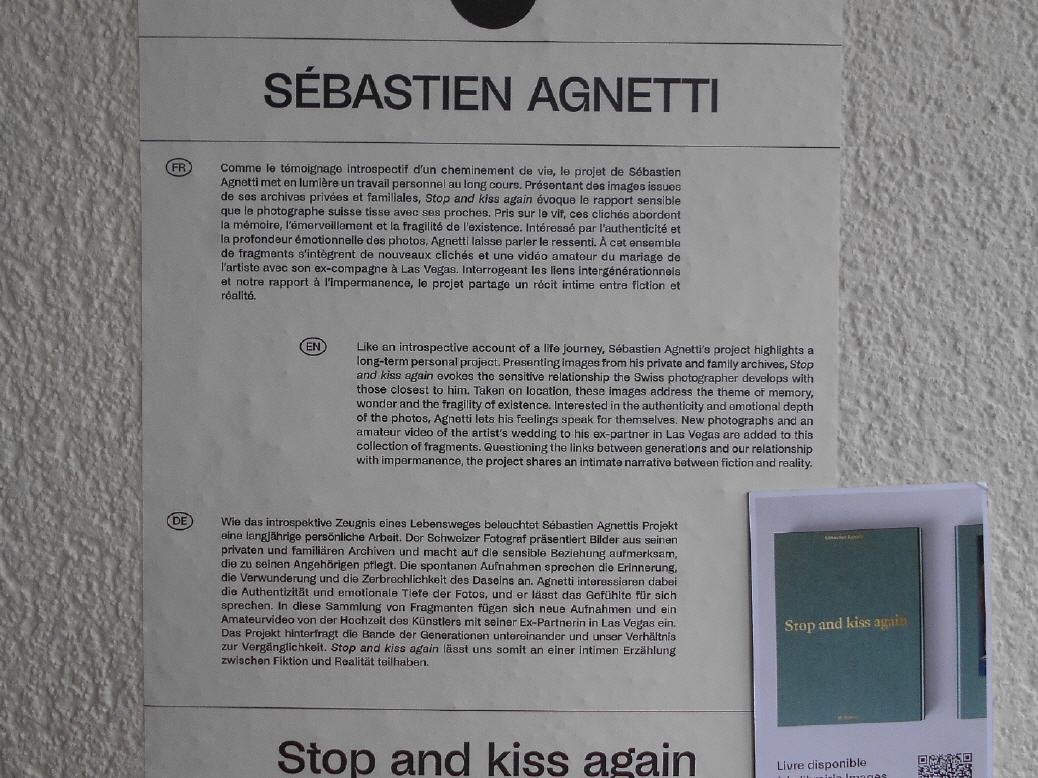 SÉBASTIEN AGNETTI
FR
Comme le témoignage introspectif d'un cheminement de vie, le projet de Sébastien
Agnetti met en lumière un travail personnel au long cours. Présentant des images issues
de ses archives privées et familiales, Stop and kiss again évoque le rapport sensible
que le photographe suisse tisse avec ses proches. Pris sur le vif, ces clichés abordent
la mémoire, l'émerveillement et la fragilité de l'existence. Intéressé par l'authenticité et
la profondeur émotionnelle des photos, Agnetti laisse parler le ressenti. À cet ensemble
de fragments s'intègrent de nouveaux clichés et une vidéo amateur du mariage de
l'artiste avec son ex-compagne à Las Vegas. Interrogeant les liens intergénérationnels
et notre rapport à l'impermanence, le projet partage un récit intime entre fiction et
réalité.
EN
Like an introspective account of a life journey, Sébastien Agnetti's project highlights a
long-term personal project. Presenting images from his private and family archives, Stop
and kiss again evokes the sensitive relationship the Swiss photographer develops with
those closest to him. Taken on location, these images address the theme of memory,
wonder and the fragility of existence. Interested in the authenticity and emotional depth
of the photos, Agnetti lets his feelings speak for themselves. New photographs and an
amateur video of the artist's wedding to his ex-partner in Las Vegas are added to this
collection of fragments. Questioning the links between generations and our relationship
with impermanence, the project shares an intimate narrative between fiction and reality.
DE
Wie das introspektive Zeugnis eines Lebensweges beleuchtet Sébastien Agnettis Projekt
eine langjährige persönliche Arbeit. Der Schweizer Fotograf präsentiert Bilder aus seinen
privaten und familiären Archiven und macht auf die sensible Beziehung aufmerksam,
die zu seinen Angehörigen pflegt. Die spontanen Aufnahmen sprechen die Erinnerung,
die Verwunderung und die Zerbrechlichkeit des Daseins an. Agnetti interessieren dabei
die Authentizität und emotionale Tiefe der Fotos, und er lässt das Gefühlte für sich
sprechen. In diese Sammlung von Fragmenten fügen sich neue Aufnahmen und ein
Amateurvideo von der Hochzeit des Künstlers mit seiner Ex-Partnerin in Las Vegas ein.
Das Projekt hinterfragt die Bande der Generationen untereinander und unser Verhältnis
zur Vergänglichkeit. Stop and kiss again lässt uns somit an einer intimen Erzählung
zwischen Fiktion und Realität teilhaben.
Stop and kiss again
Sébastien Agnetti
Stop and kiss again
Livre disponible